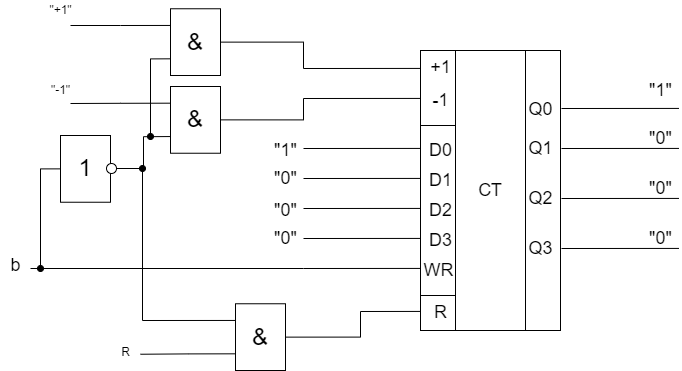 "+1"
&
+1
"-1"
&
-1
Q0
"1"
1
"1"
D0
Q1
"0"
"0"
D1
CT
"0"
D2
Q2
"0"
"0"
D3
Q3
"0"
b
WR
R
&
R